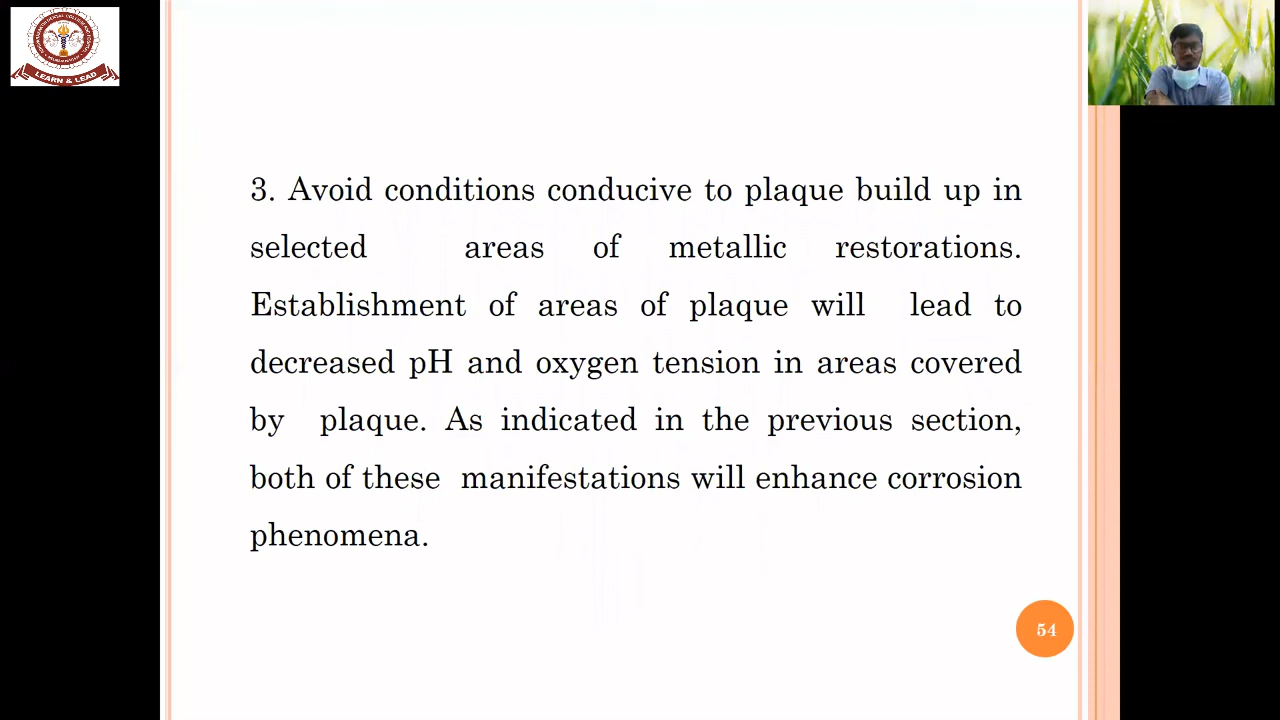 LEARN & LEAD
3. Avoid conditions conducive to plaque build up in
selected areas of metallic restorations.
Establishment of areas of plaque will lead to
decreased pH and oxygen tension in areas covered
by plaque. As indicated in the previous section,
both of these manifestations will enhance corrosion
phenomena.
54